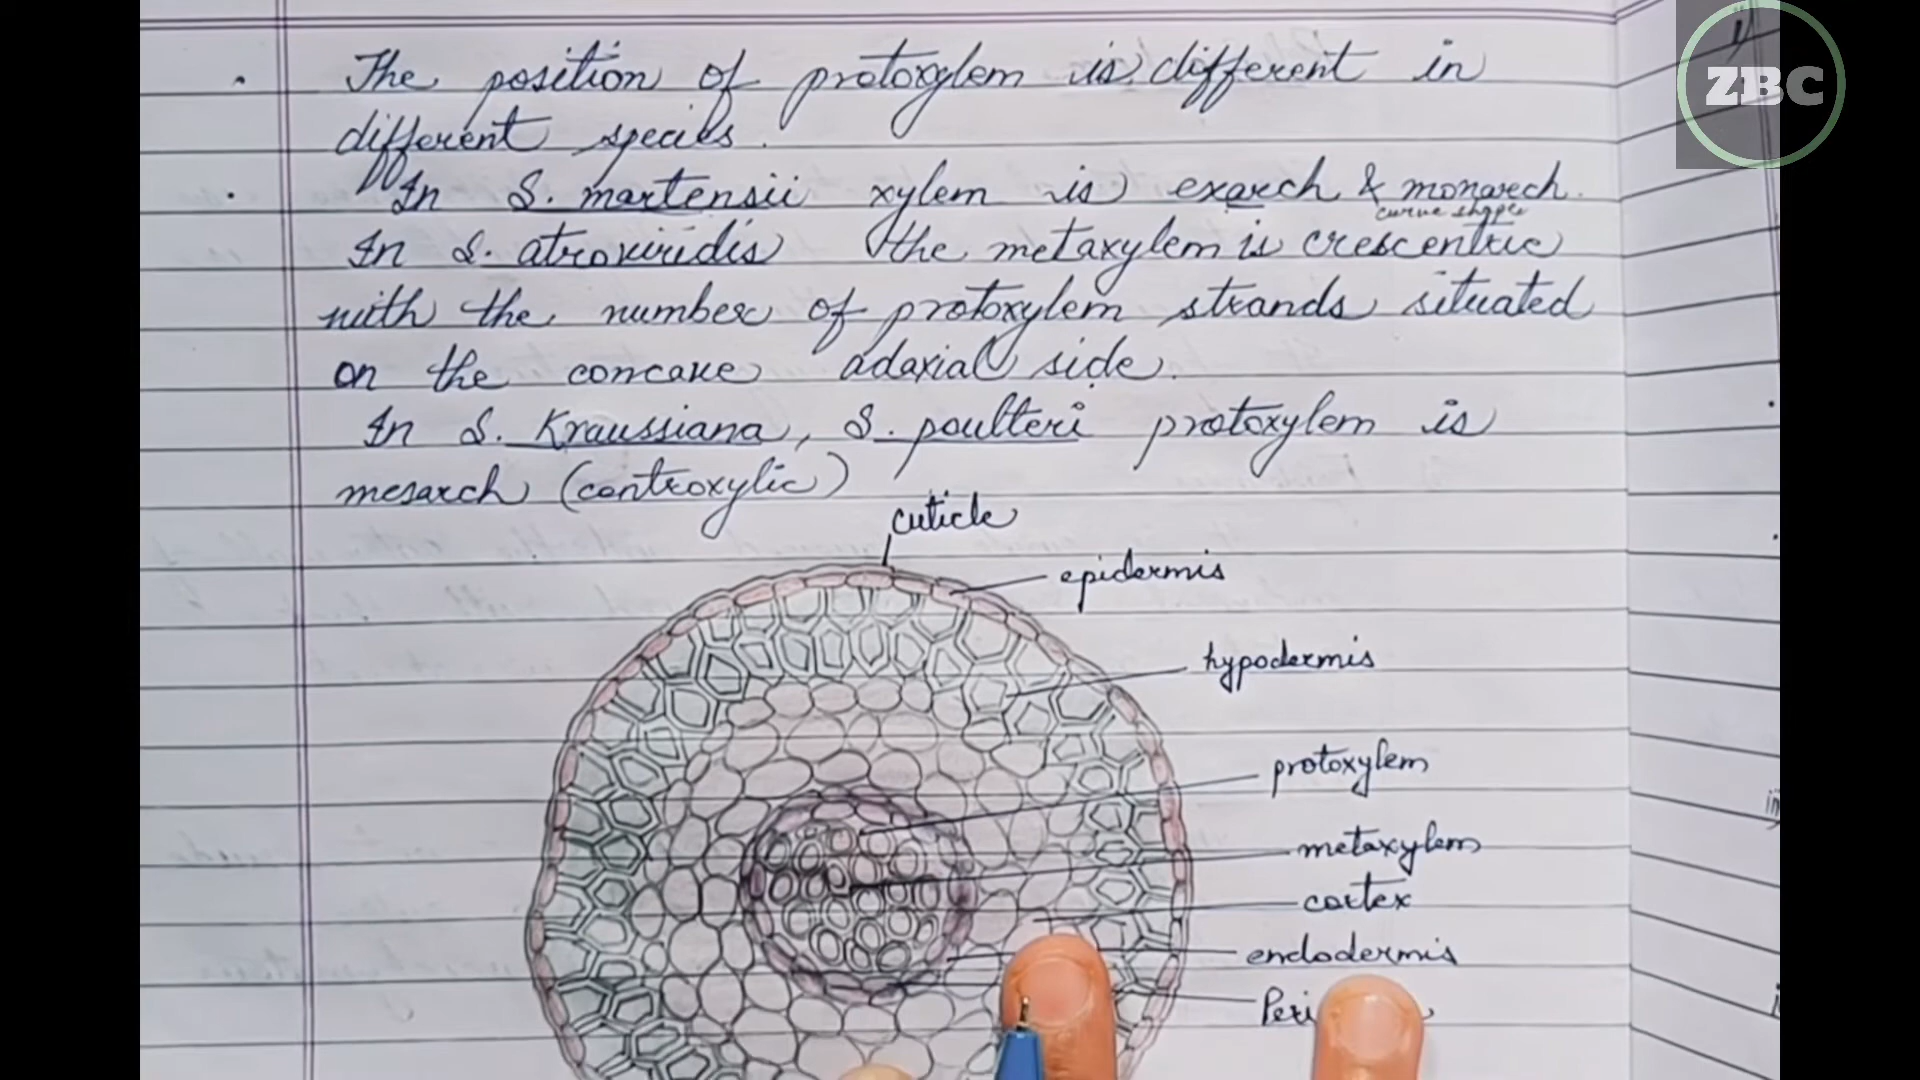 The position of protoxylem is different in
different species.
In S. martensii xylem is exarch & monarch.
curve shape
In S. atroviridis the metaxylem is crescentric
with the number of protoxylem strands situated
on the concave adaxial side.
In S. Kraussiana, S. poulteri protoxylem is
mesarch (centroxylic)
cuticle
epidermis
hypodermis
protoxylem
metaxylem
cortex
endodermis
Peri
ZBC